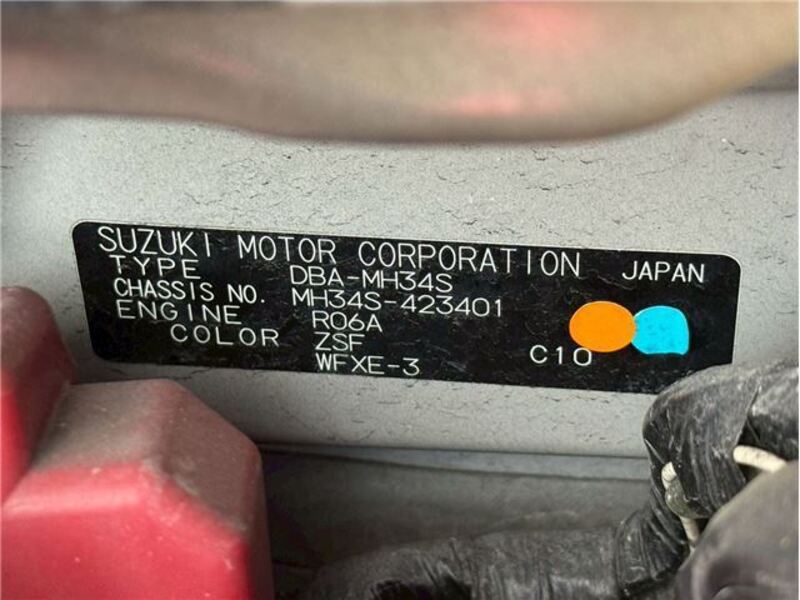 SUZUKI MOTOR CORPORATION JAPAN
TYPE DBA-MH34S
CHASSIS NO. MH34S-423401
ENGINE R06A
COLOR ZSF
WFXE-3 C10